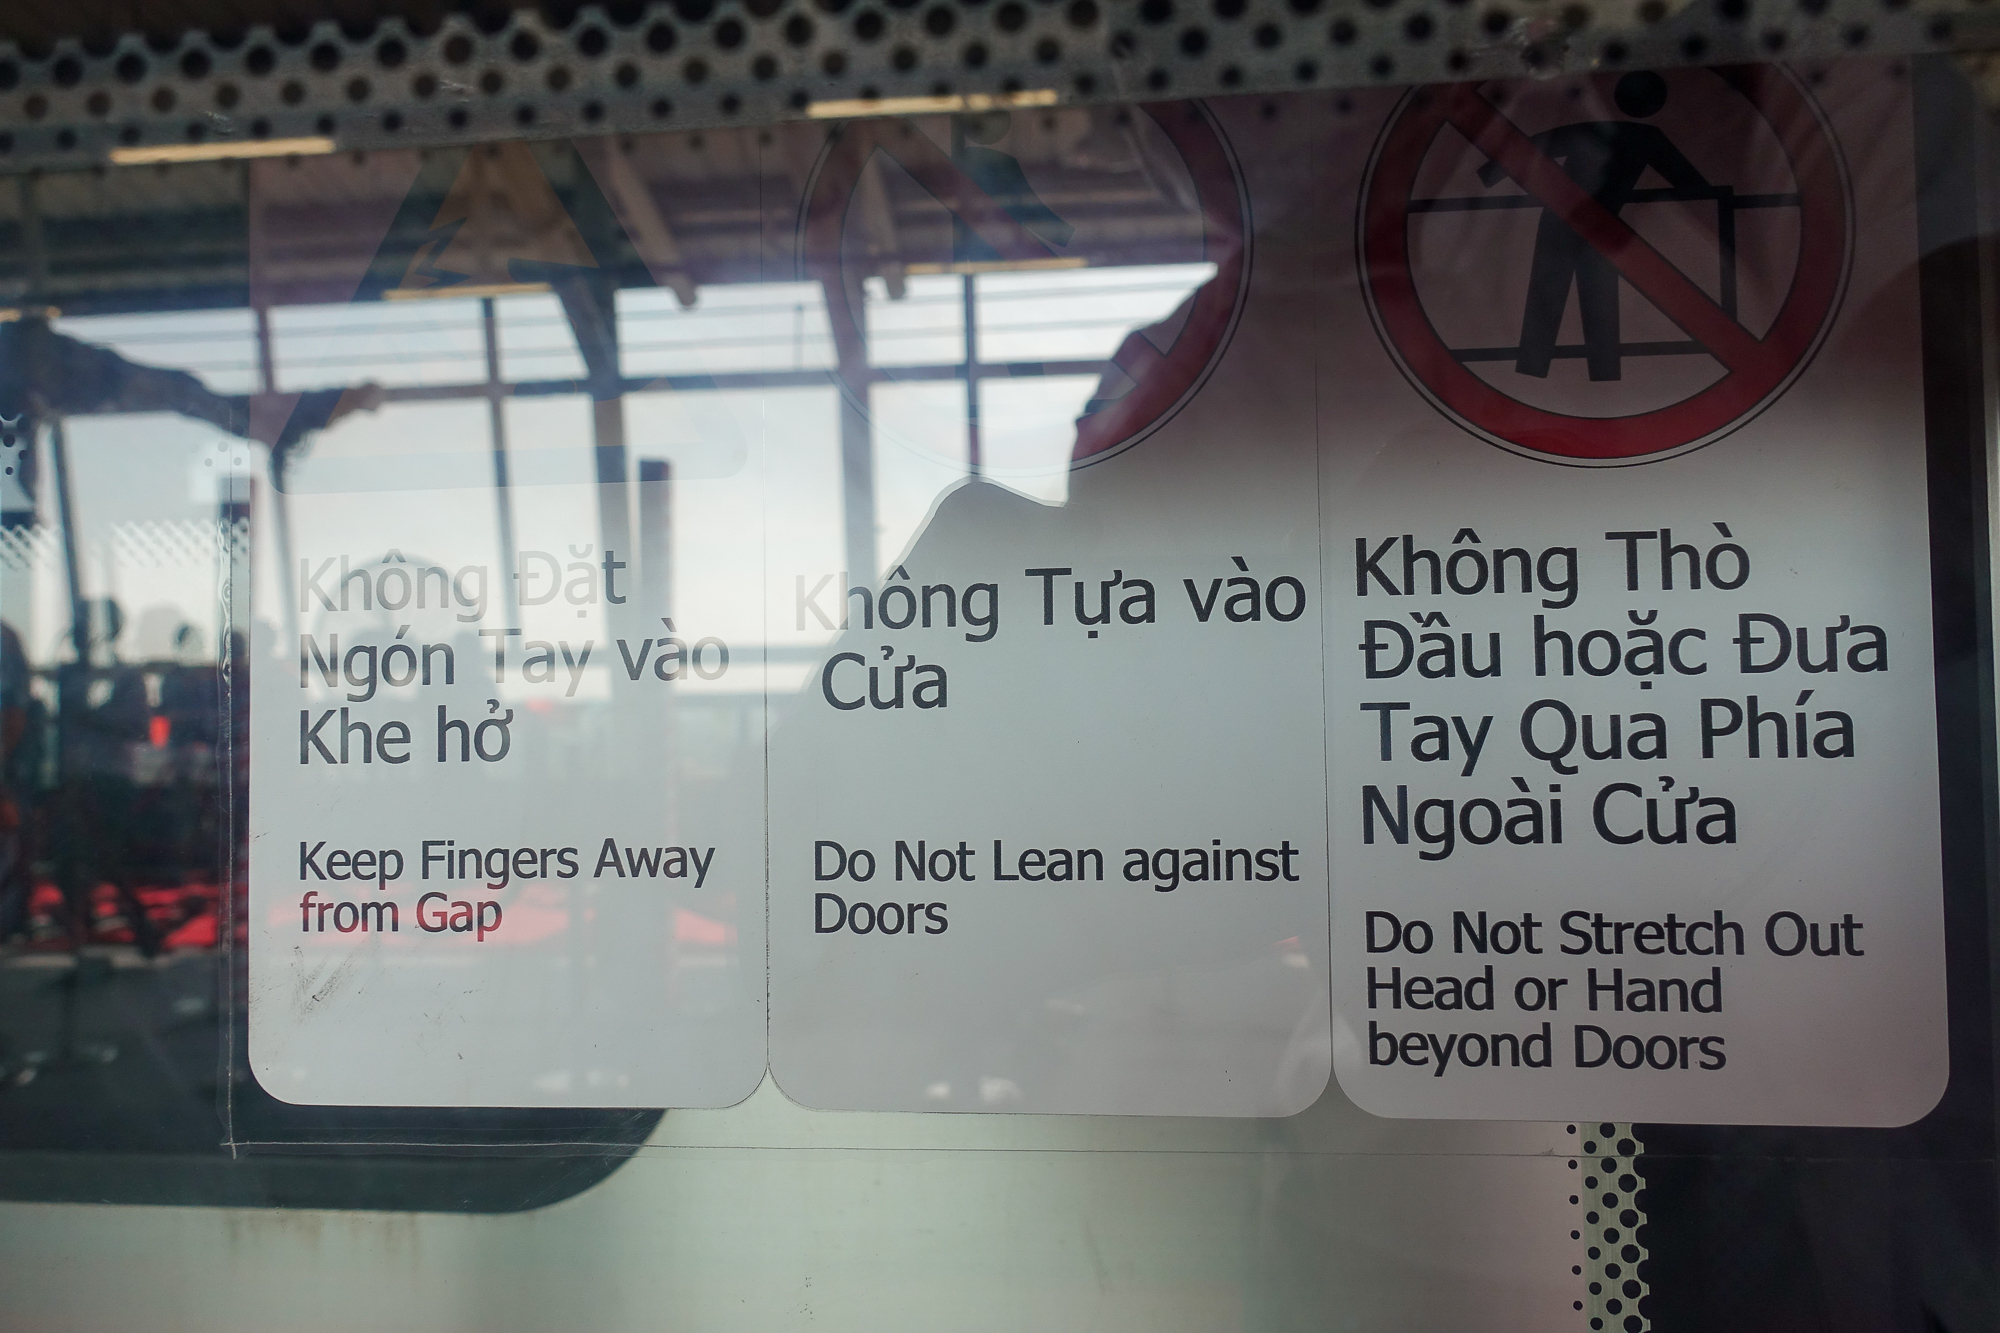 Không Đặt
Ngón Tay vào
Khe hở
Keep Fingers Away
from Gap
Không Tựa vào
Cửa
Do Not Lean against
Doors
Không Thò
Đầu hoặc Đưa
Tay Qua Phía
Ngoài Cửa
Do Not Stretch Out
Head or Hand
beyond Doors